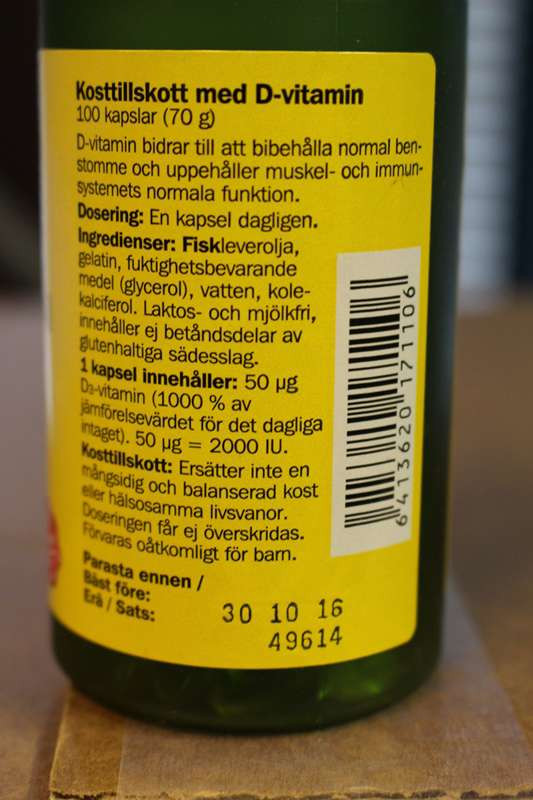 Kosttillskott med D-vitamin
100 kapslar (70 g)
D-vitamin bidrar till att bibehålla normal ben-
stomme och uppehåller muskel- och immun-
systemets normala funktion.
Dosering: En kapsel dagligen.
Ingredienser: Fiskleverolja,
gelatin, fuktighetsbevarande
medel (glycerol), vatten, kole-
kalciferol. Laktos- och mjölkfri,
innehåller ej betåndsdelar av
glutenhaltiga sädesslag.
1 kapsel innehåller: 50 µg
D₃-vitamin (1000 % av
jämförelsevärdet för det dagliga
intaget). 50 µg = 2000 IU.
Kosttillskott: Ersätter inte en
mångsidig och balanserad kost
eller hälsosamma livsvanor.
Doseringen får ej överskridas.
Förvaras oåtkomligt för barn.
Parasta ennen /
Bäst före:
Erä / Sats:
30 10 16
49614
6413620171106